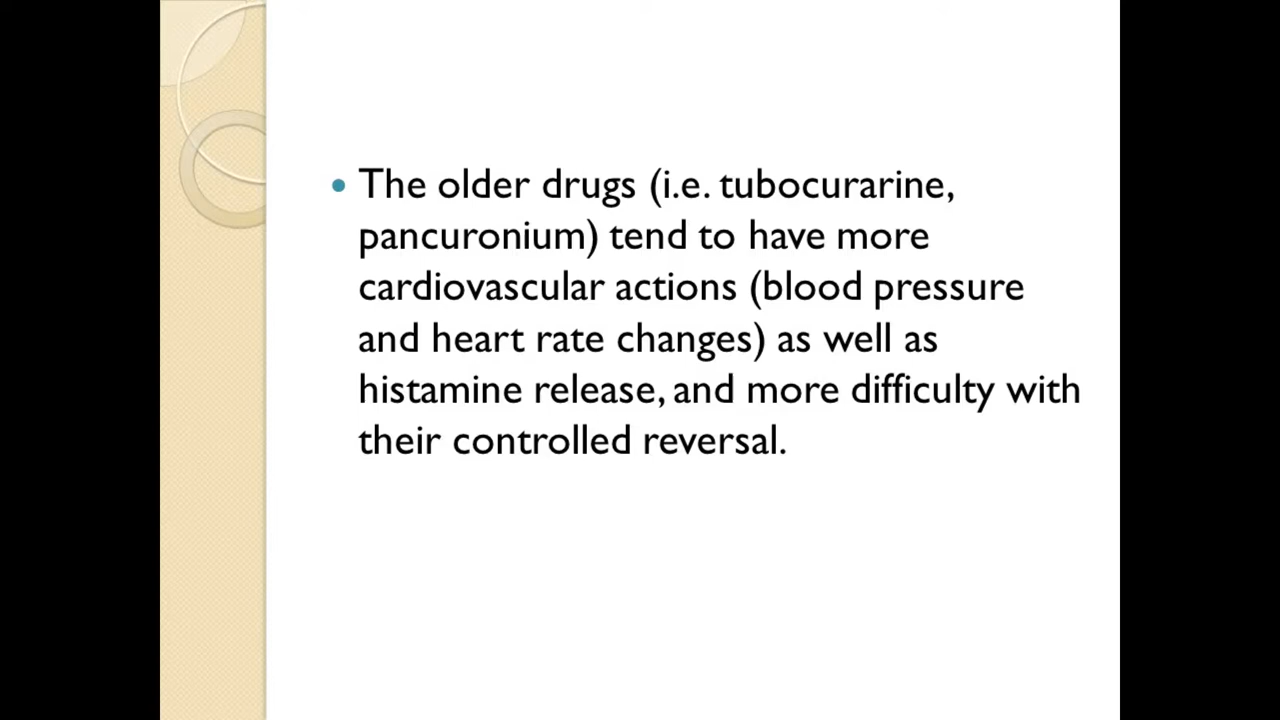 The older drugs (i.e. tubocurarine,
pancuronium) tend to have more
cardiovascular actions (blood pressure
and heart rate changes) as well as
histamine release, and more difficulty with
their controlled reversal.